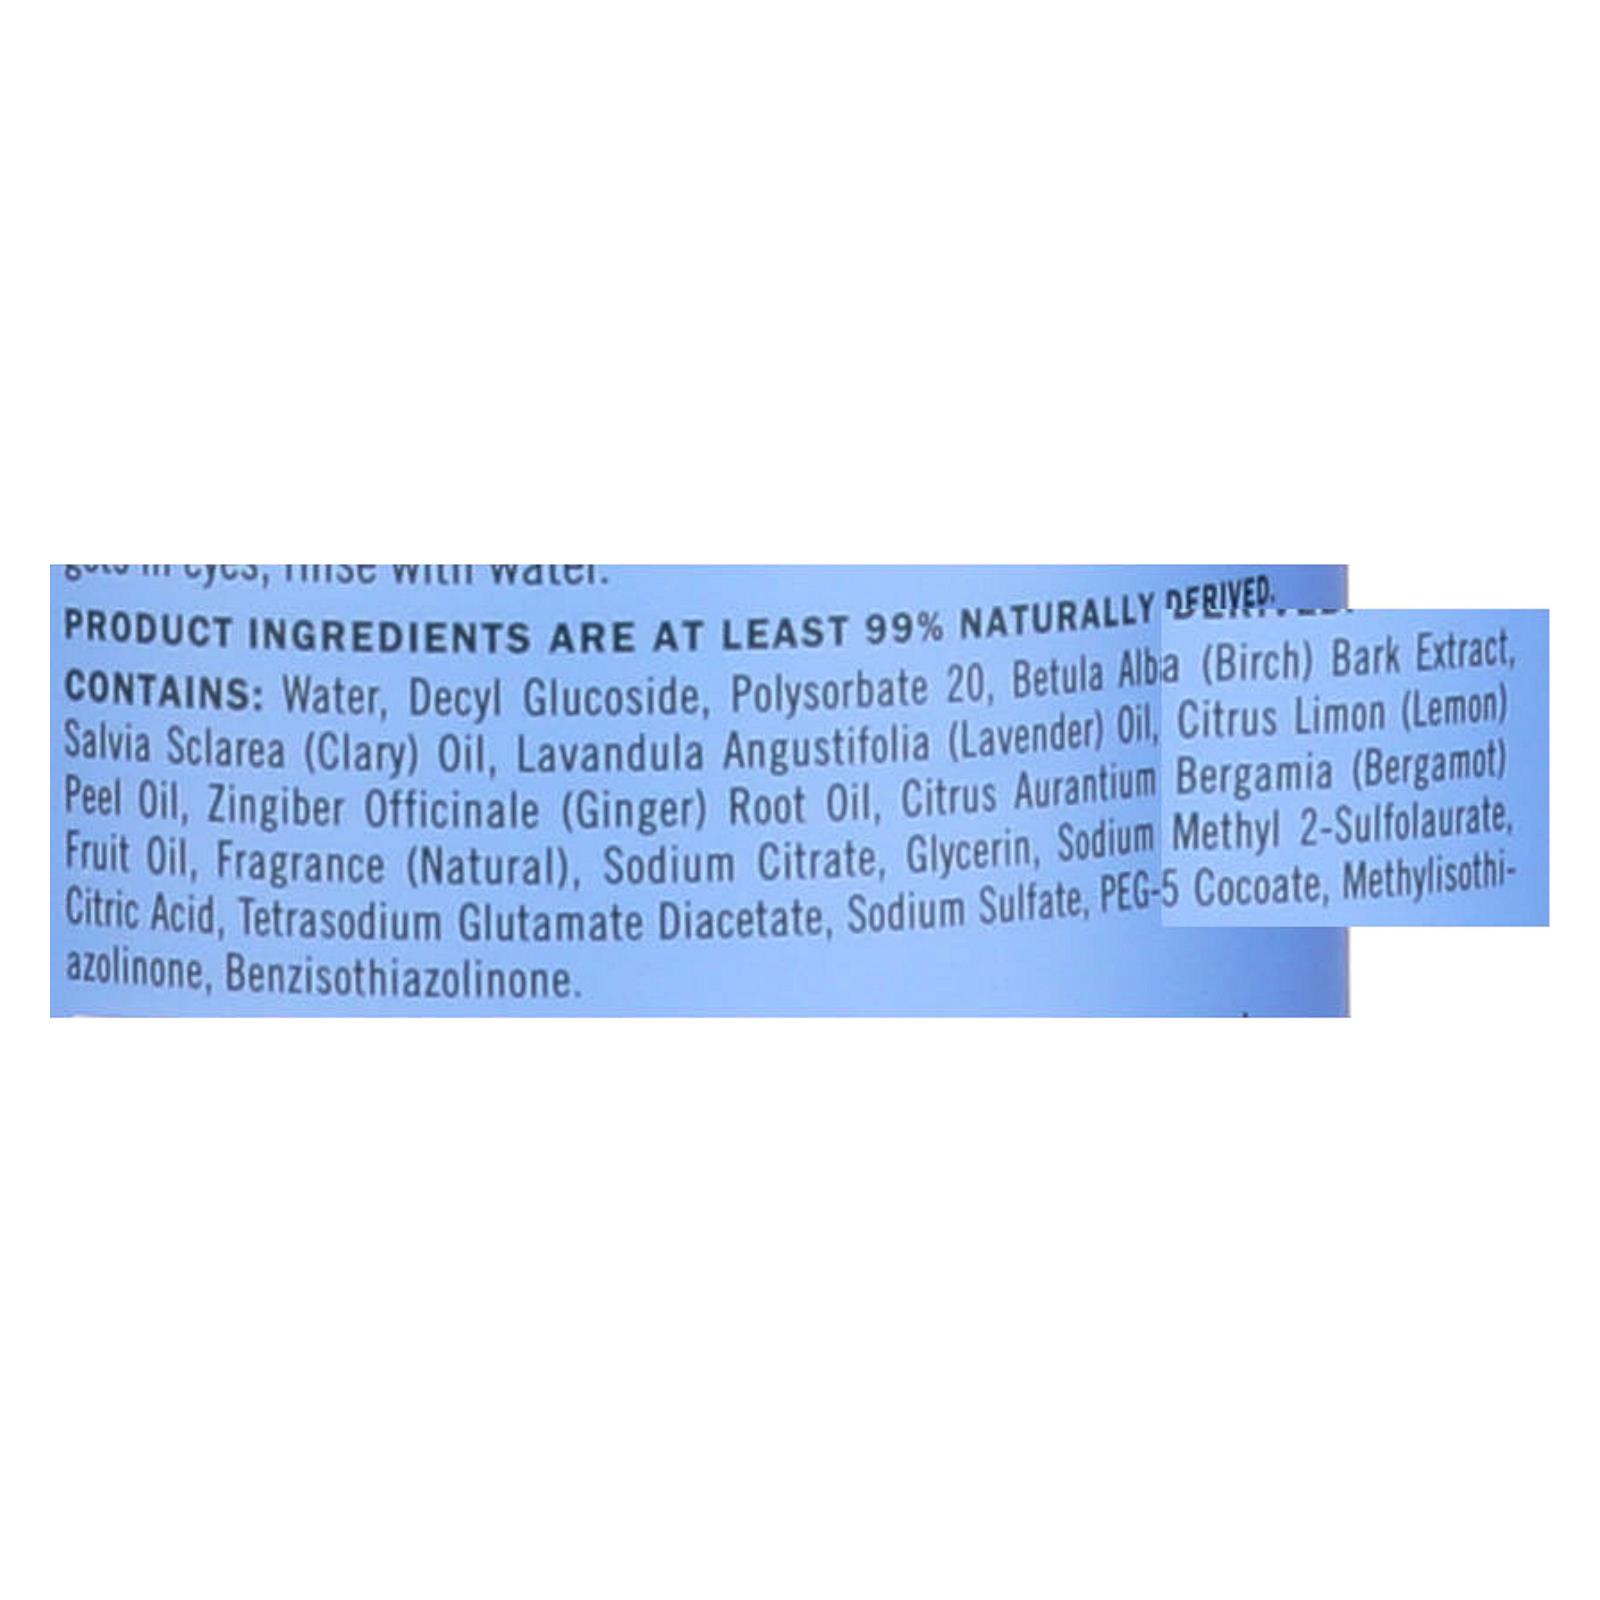 gets in eyes, rinse with water.
PRODUCT INGREDIENTS ARE AT LEAST 99% NATURALLY DERIVED.
CONTAINS: Water, Decyl Glucoside, Polysorbate 20, Betula Alba (Birch) Bark Extract,
Salvia Sclarea (Clary) Oil, Lavandula Angustifolia (Lavender) Oil, Citrus Limon (Lemon)
Peel Oil, Zingiber Officinale (Ginger) Root Oil, Citrus Aurantium Bergamia (Bergamot)
Fruit Oil, Fragrance (Natural), Sodium Citrate, Glycerin, Sodium Methyl 2-Sulfolaurate,
Citric Acid, Tetrasodium Glutamate Diacetate, Sodium Sulfate, PEG-5 Cocoate, Methylisothi-
azolinone, Benzisothiazolinone.